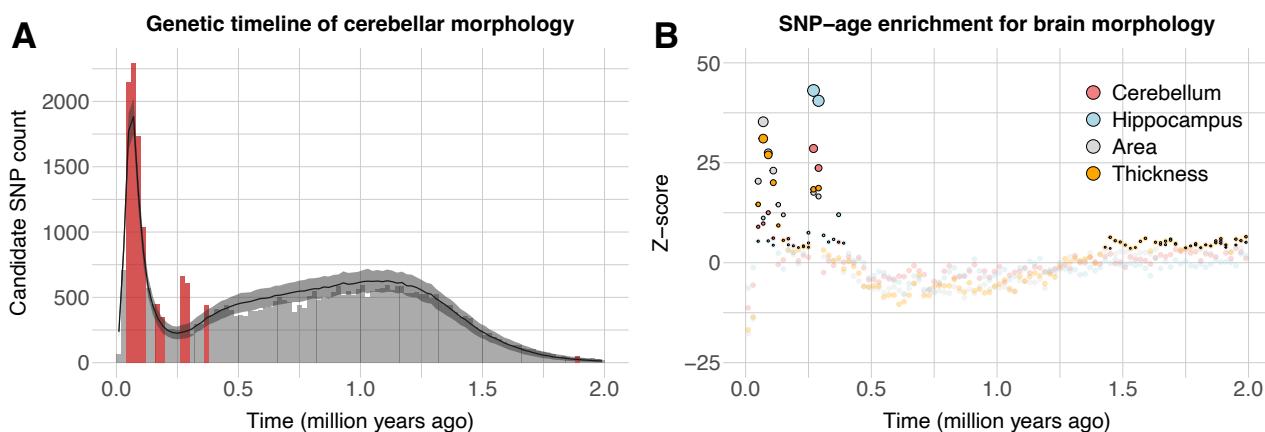 A
Genetic timeline of cerebellar morphology
Candidate SNP count
2000
1500
1000
500
0
0.0 0.5 1.0 1.5 2.0
Time (million years ago)
B
SNP−age enrichment for brain morphology
Z−score
50
25
0
−25
Cerebellum
Hippocampus
Area
Thickness
0.0 0.5 1.0 1.5 2.0
Time (million years ago)